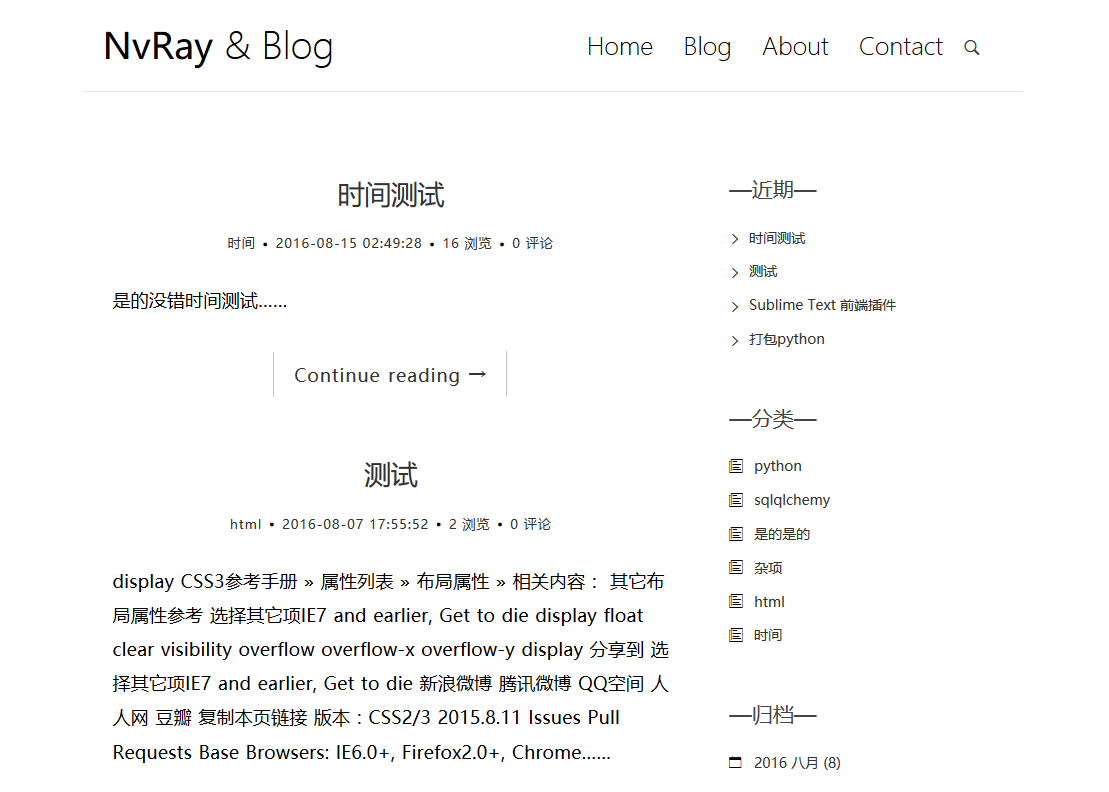 NvRay & Blog
Home Blog About Contact
时间测试
时间 • 2016-08-15 02:49:28 • 16 浏览 • 0 评论
是的没错时间测试……
Continue reading →
测试
html • 2016-08-07 17:55:52 • 2 浏览 • 0 评论
display CSS3参考手册 » 属性列表 » 布局属性 » 相关内容： 其它布
局属性参考 选择其它项IE7 and earlier, Get to die display float
clear visibility overflow overflow-x overflow-y display 分享到 选
择其它项IE7 and earlier, Get to die 新浪微博 腾讯微博 QQ空间 人
人网 豆瓣 复制本页链接 版本：CSS2/3 2015.8.11 Issues Pull
Requests Base Browsers: IE6.0+, Firefox2.0+, Chrome……
—近期—
时间测试
测试
Sublime Text 前端插件
打包python
—分类—
python
sqlqlchemy
是的是的
杂项
html
时间
—归档—
2016 八月 (8)